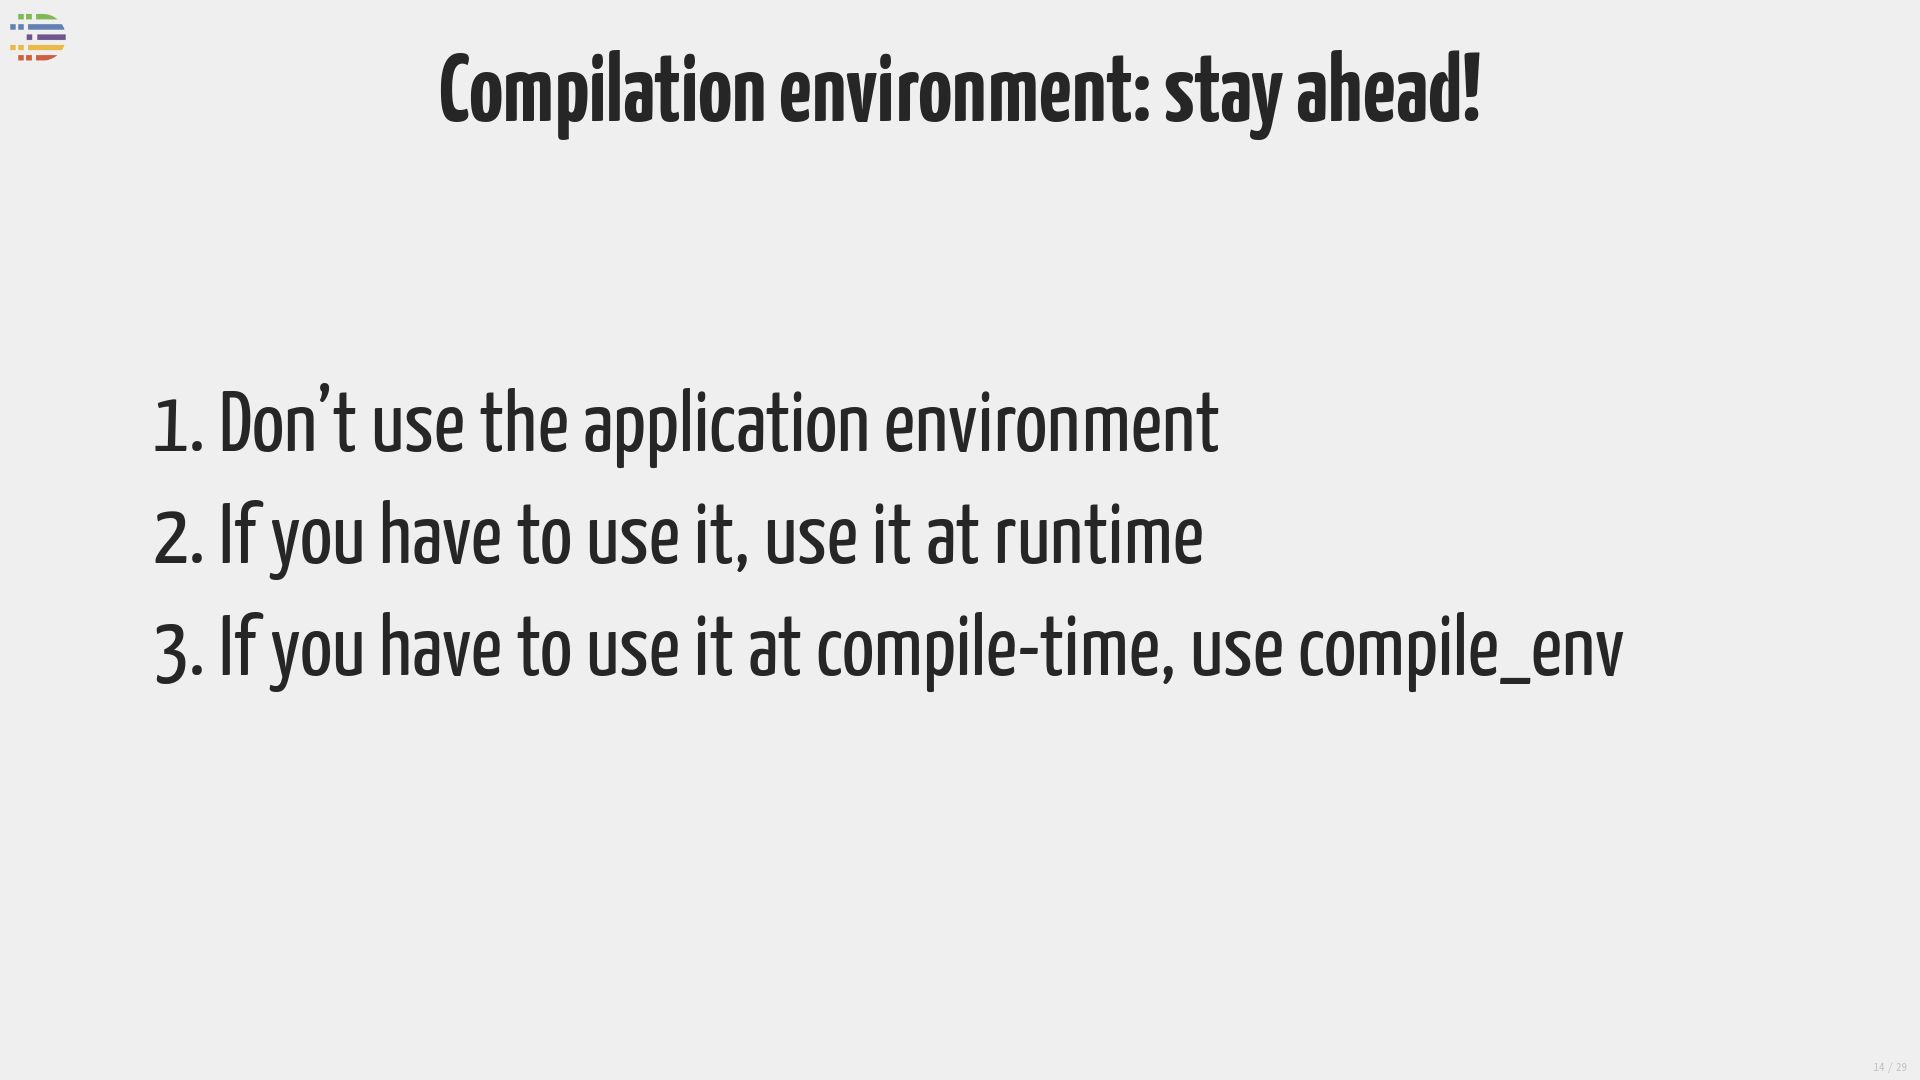 Compilation environment: stay ahead!
1. Don’t use the application environment
2. If you have to use it, use it at runtime
3. If you have to use it at compile-time, use compile_env
14 / 29